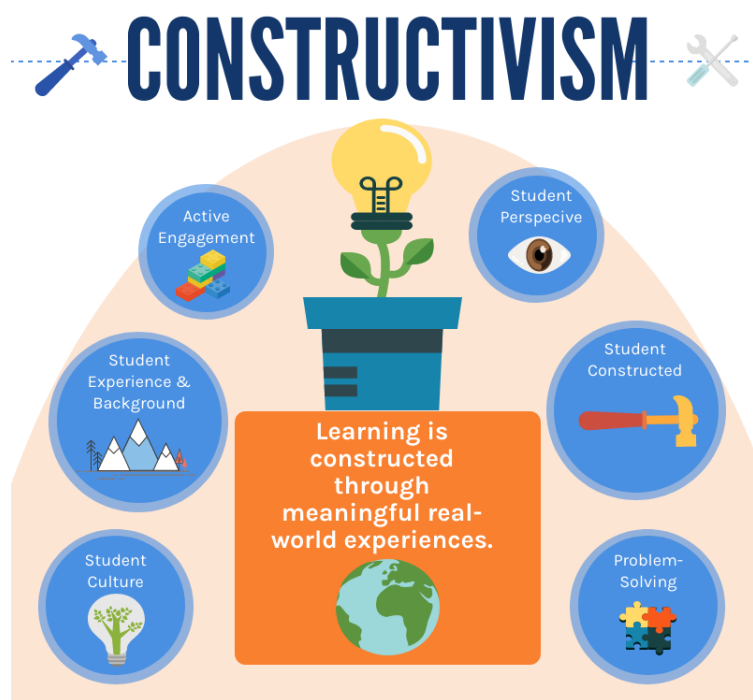 CONSTRUCTIVISM
Active
Engagement
Student
Perspecive
Student
Experience &
Background
Student
Constructed
Learning is
constructed
through
meaningful real-
world experiences.
Student
Culture
Problem-
Solving